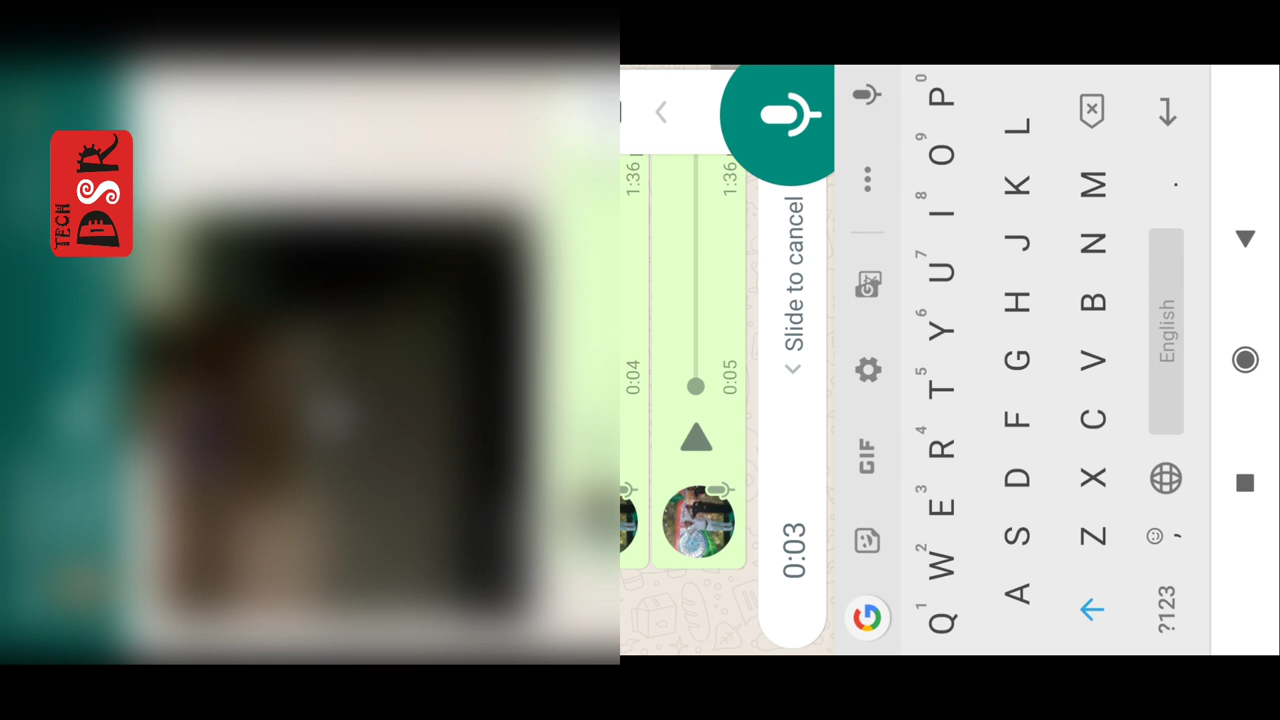 TECH
DSR
0:04 1:36
0:05 1:36
0:03 Slide to cancel
GIF
1 2 3 4 5 6 7 8 9 0
Q W E R T Y U I O P
A S D F G H J K L
Z X C V B N M
?123 , English .